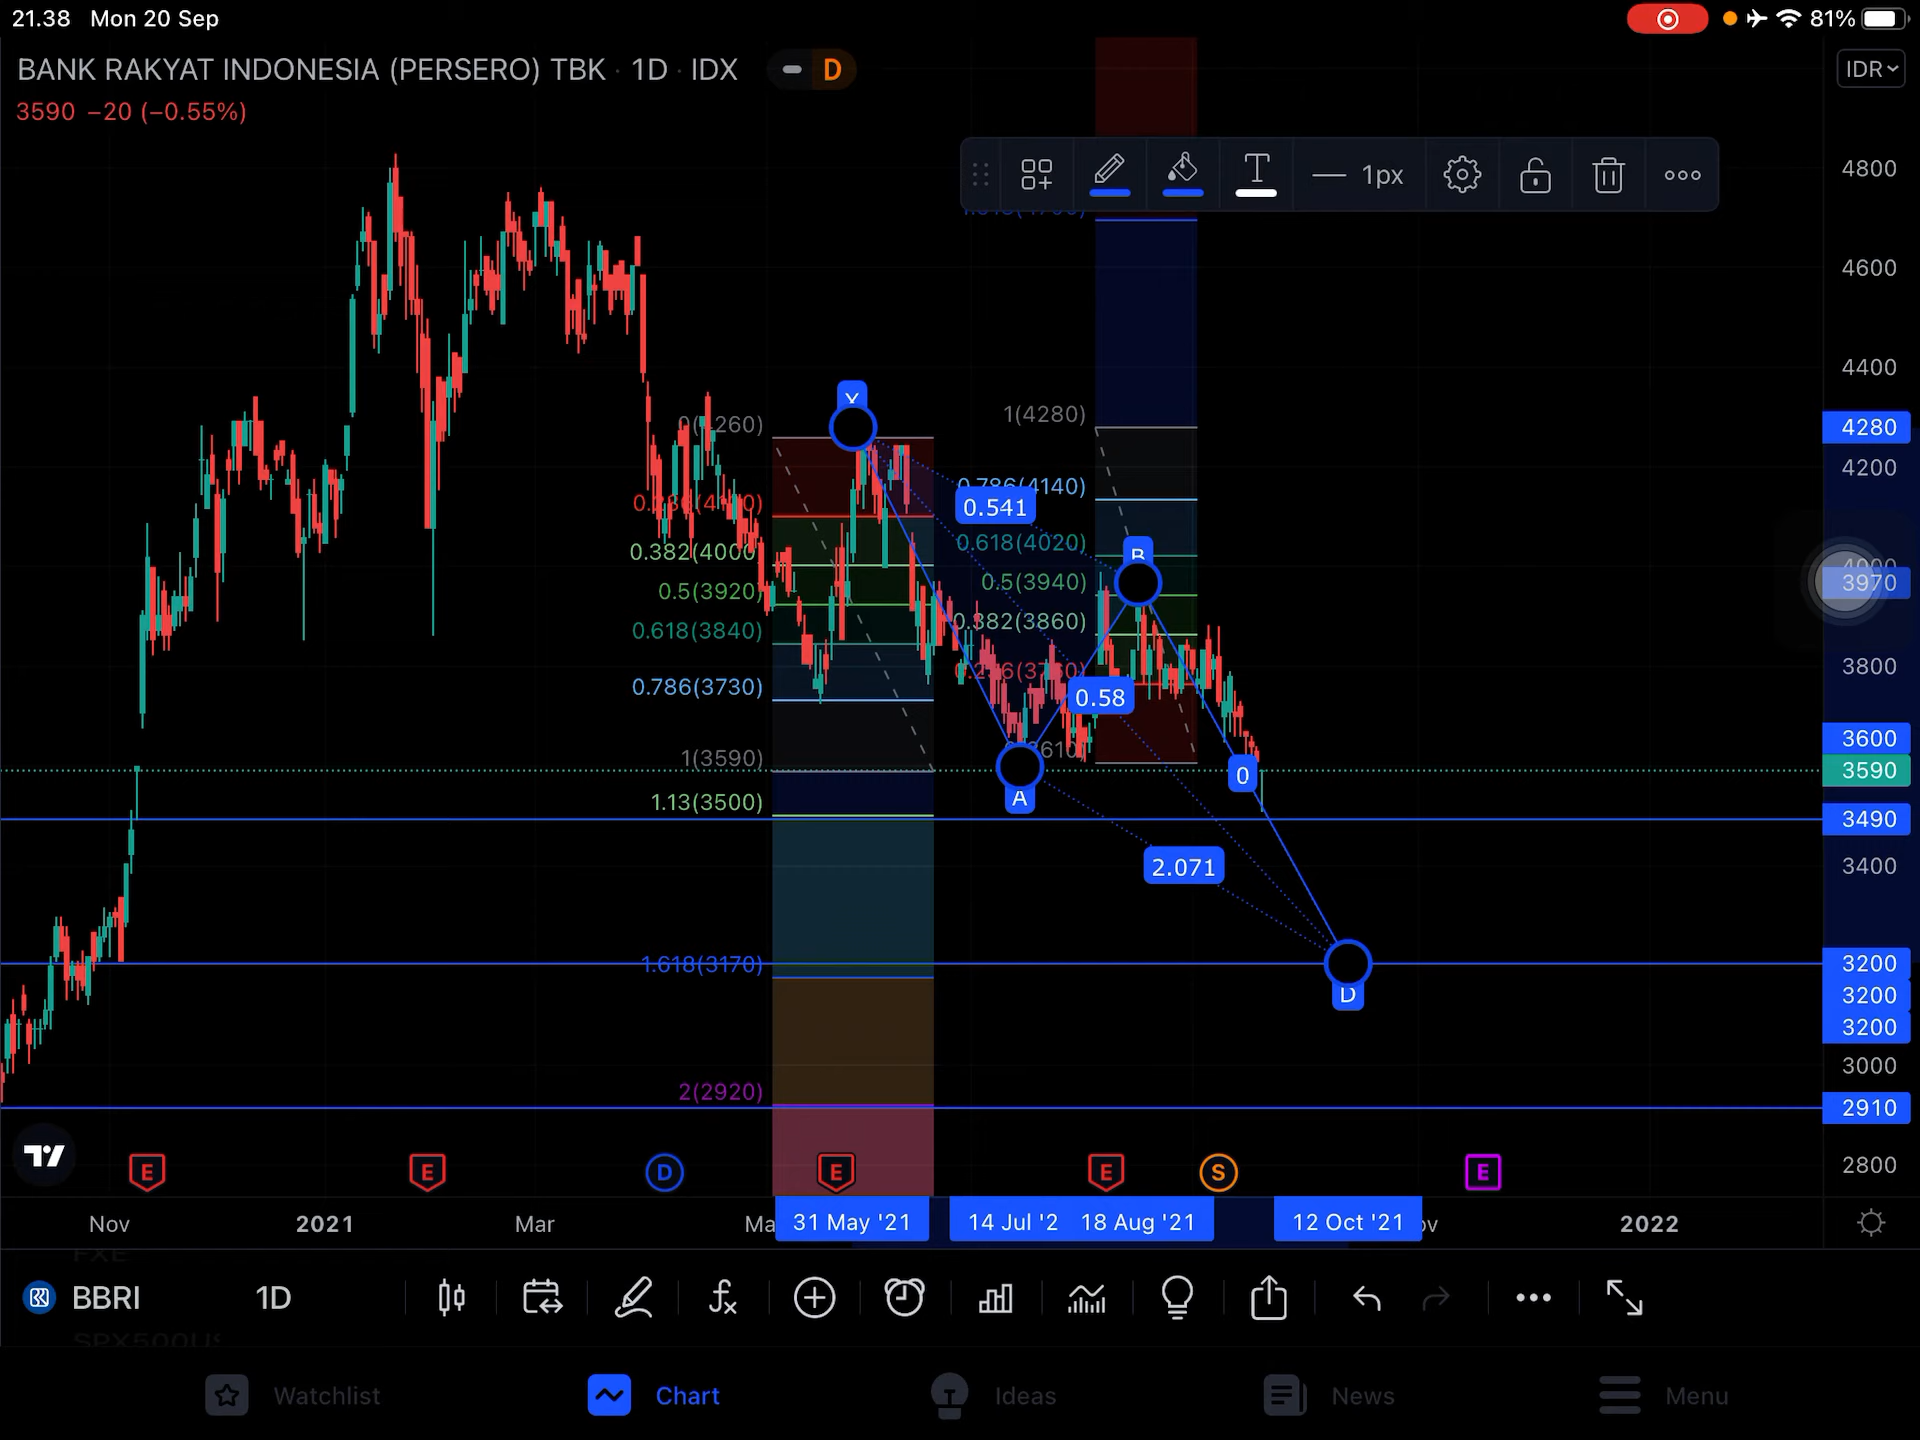 21.38 Mon 20 Sep
81%
BANK RAKYAT INDONESIA (PERSERO) TBK · 1D · IDX
D
IDR
3590 −20 (−0.55%)
1px
4800
4600
4400
4280
4200
3970
3800
3600
3590
3490
3400
3200
3200
3200
3000
2910
2800
0.382(4000
0.5(3920)
0.618(3840)
0.786(3730)
1(3590)
1.13(3500)
1.618(3170)
2(2920)
1(4280)
0.786(4140)
0.618(4020)
0.5(3940)
0.382(3860)
0.541
B
0.58
A
0
2.071
D
E
E
D
E
E
S
E
Nov
2021
Mar
31 May '21
14 Jul '2
18 Aug '21
12 Oct '21
2022
BBRI
1D
Watchlist
Chart
Ideas
News
Menu